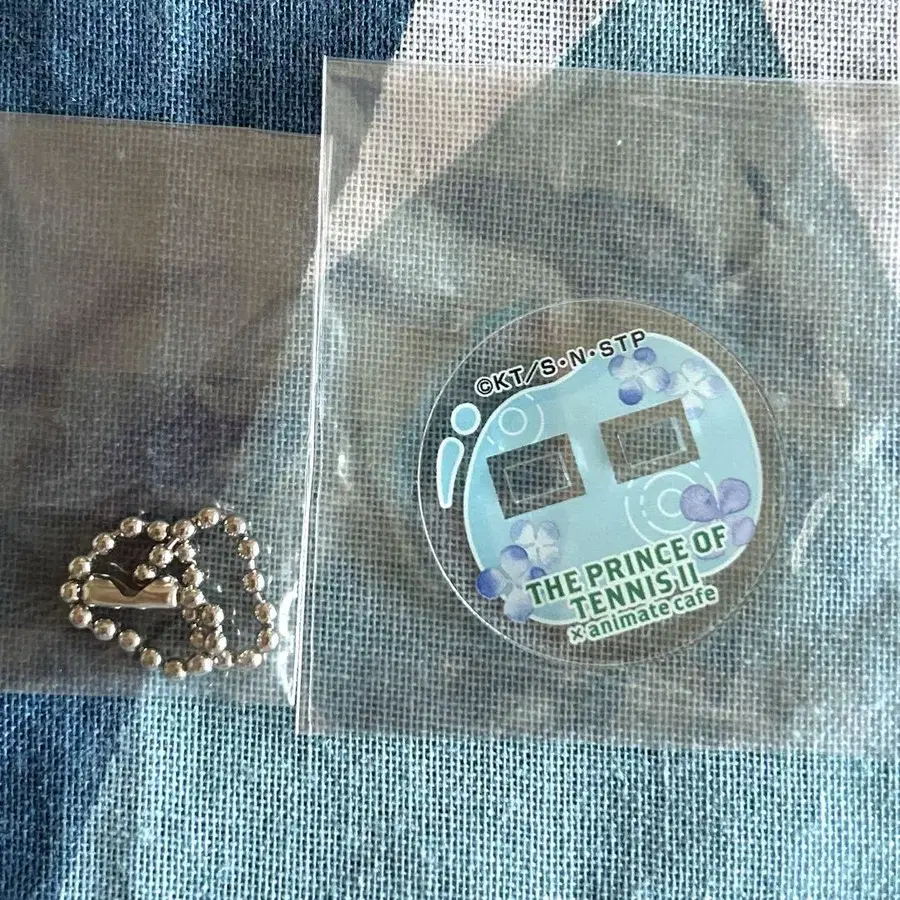 ©KT/S・N・STP
THE PRINCE OF
TENNIS II
× animate cafe